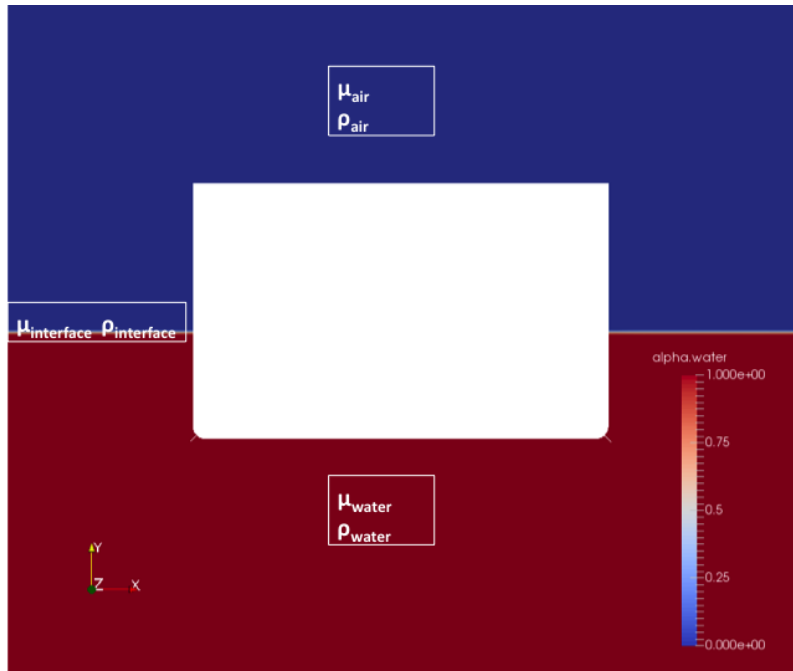 μair
ρair
μinterface ρinterface
alpha.water
1.000e+00
0.75
0.5
0.25
0.000e+00
μwater
ρwater
Y
Z X